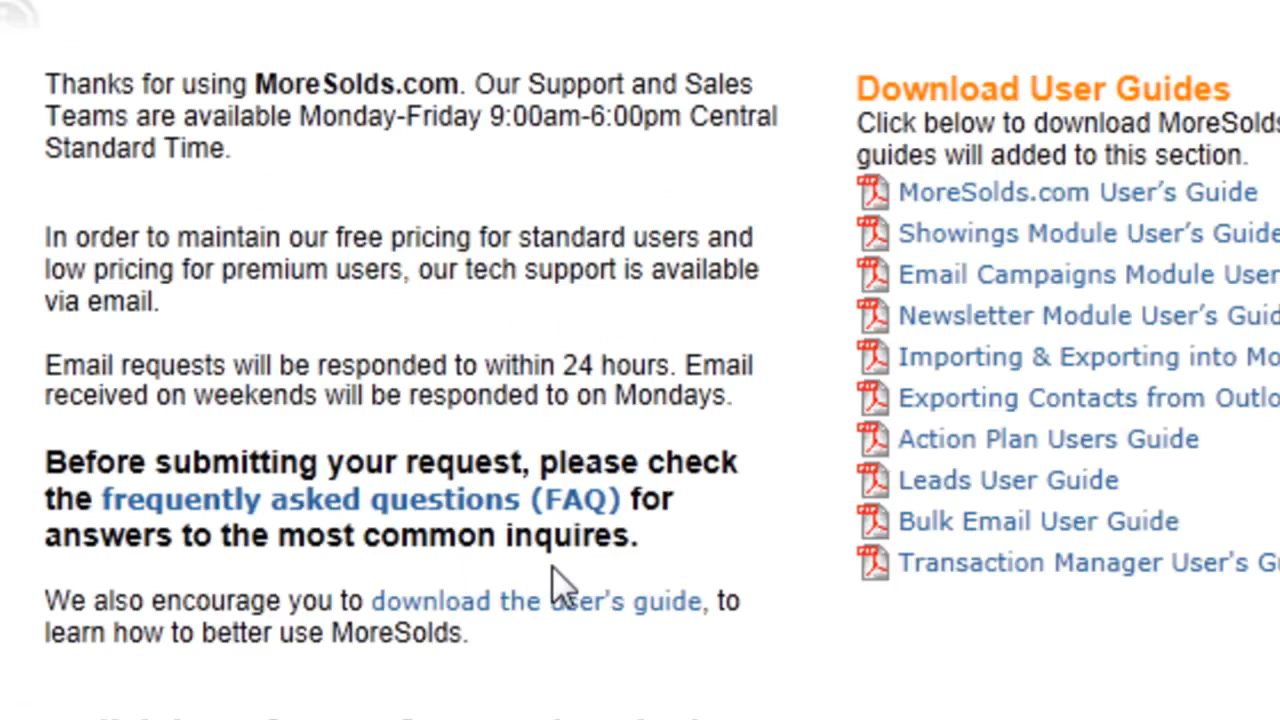 Thanks for using MoreSolds.com. Our Support and Sales
Teams are available Monday-Friday 9:00am-6:00pm Central
Standard Time.
In order to maintain our free pricing for standard users and
low pricing for premium users, our tech support is available
via email.
Email requests will be responded to within 24 hours. Email
received on weekends will be responded to on Mondays.
Before submitting your request, please check
the frequently asked questions (FAQ) for
answers to the most common inquires.
We also encourage you to download the user's guide, to
learn how to better use MoreSolds.
Download User Guides
Click below to download MoreSolds
guides will added to this section.
MoreSolds.com User's Guide
Showings Module User's Guide
Email Campaigns Module User
Newsletter Module User's Guid
Importing & Exporting into Mo
Exporting Contacts from Outlo
Action Plan Users Guide
Leads User Guide
Bulk Email User Guide
Transaction Manager User's Gu